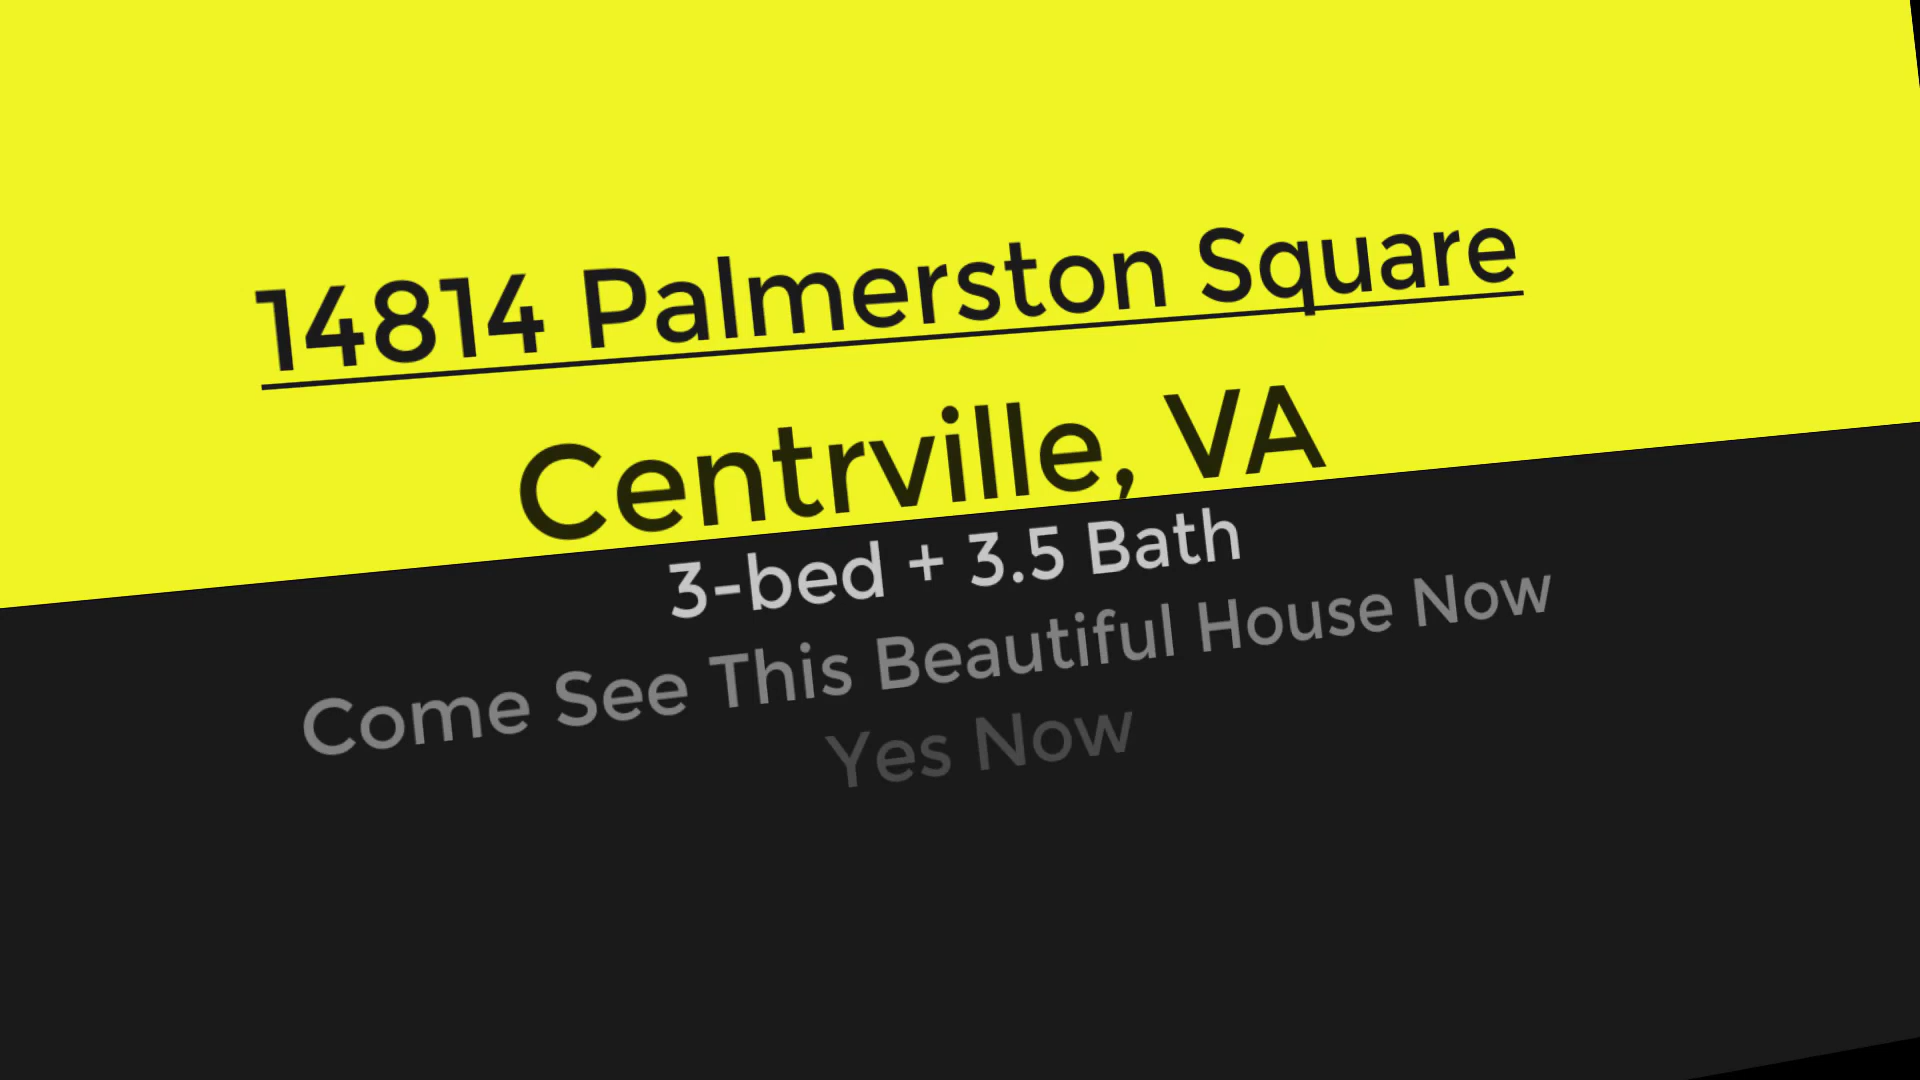 14814 Palmerston Square
Centrville, VA
3-bed + 3.5 Bath
Come See This Beautiful House Now
Yes Now